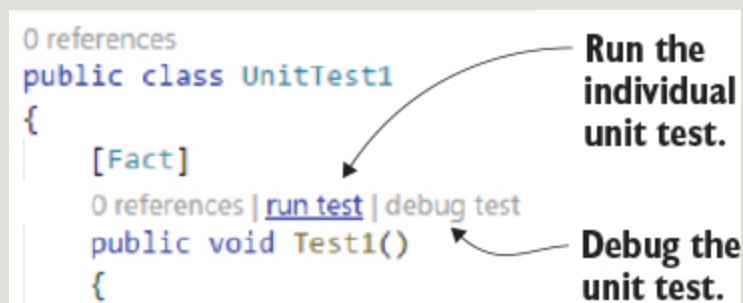 0 references
public class UnitTest1
{
[Fact]
0 references | run test | debug test
public void Test1()
{
Run the
individual
unit test.
Debug the
unit test.